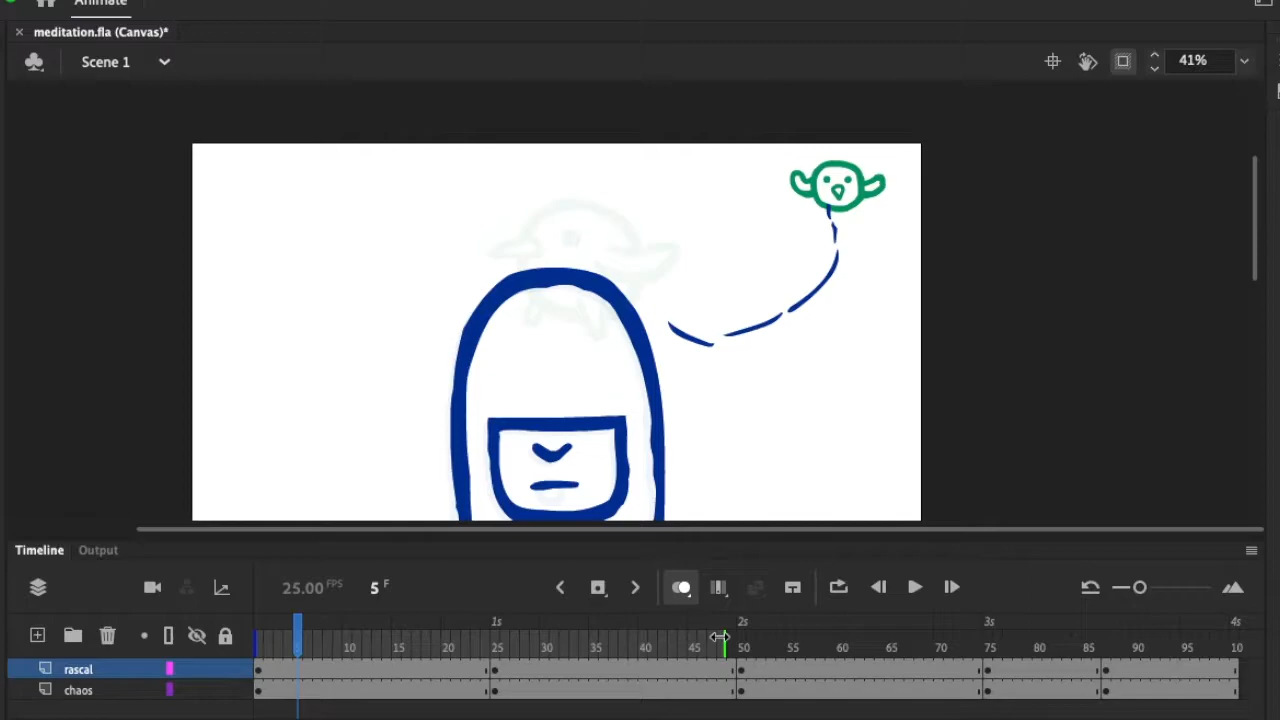 Animate
× meditation.fla (Canvas)*
Scene 1
41%
Timeline Output
25.00 FPS 5 F
1s 2s 3s 4s
5 10 15 20 25 30 35 40 45 50 55 60 65 70 75 80 85 90 95 10
rascal
chaos